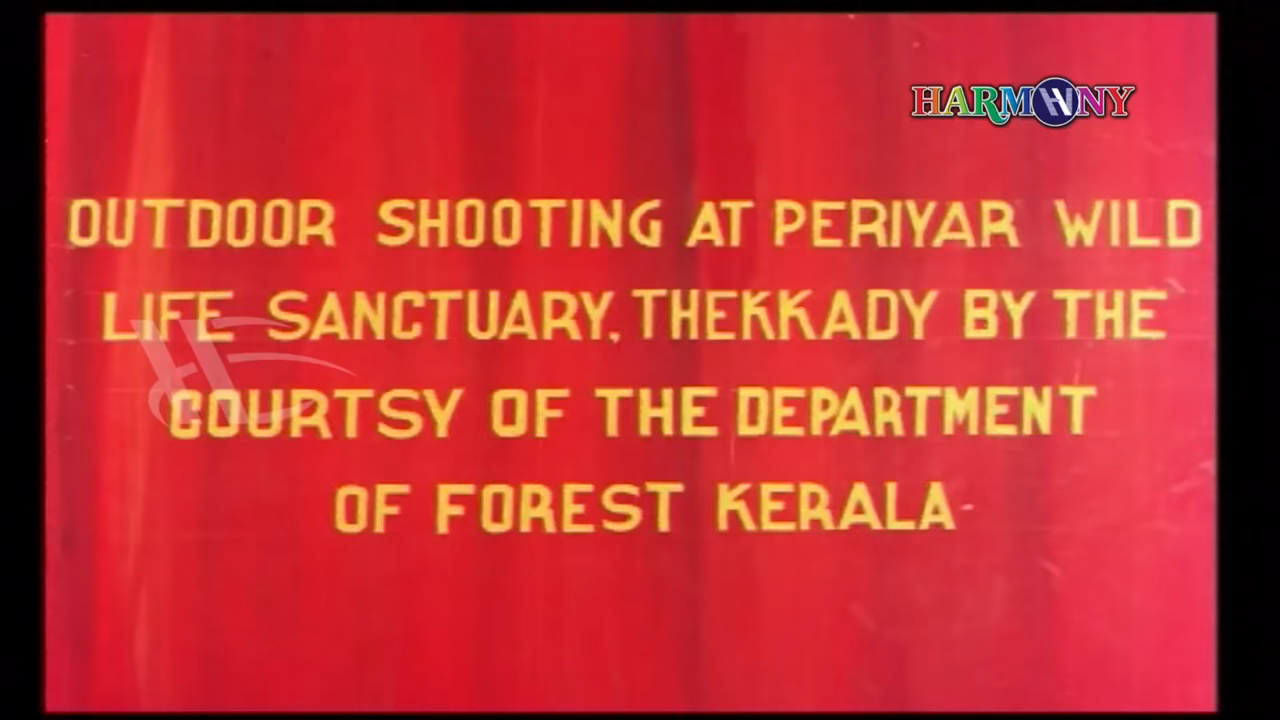 HARMONY
OUTDOOR SHOOTING AT PERIYAR WILD
LIFE SANCTUARY, THEKKADY BY THE
COURTSY OF THE DEPARTMENT
OF FOREST KERALA